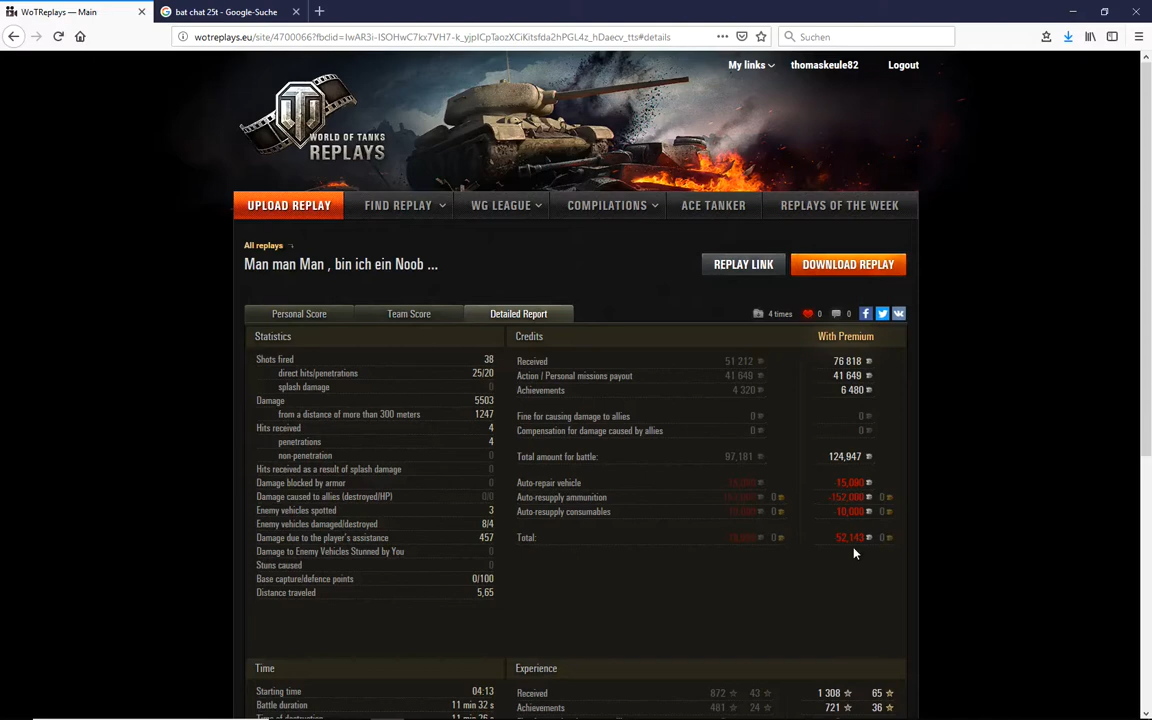 WoTReplays — Main
bat chat 25t - Google-Suche
wotreplays.eu/site/4700066?fbclid=IwAR3i-ISOHwC7kx7VH7-k_yjpICpTaozXCiKitsfda2hPGL4z_hDaecv_tts#details
Suchen
My links
thomaskeule82
Logout
WORLD OF TANKS
REPLAYS
UPLOAD REPLAY
FIND REPLAY
WG LEAGUE
COMPILATIONS
ACE TANKER
REPLAYS OF THE WEEK
All replays
Man man Man , bin ich ein Noob ...
REPLAY LINK
DOWNLOAD REPLAY
Personal Score
Team Score
Detailed Report
4 times
0
0
Statistics
Shots fired 38
direct hits/penetrations 25/20
splash damage 0
Damage 5503
from a distance of more than 300 meters 1247
Hits received 4
penetrations 4
non-penetration 0
Hits received as a result of splash damage 0
Damage blocked by armor 0
Damage caused to allies (destroyed/HP) 0/0
Enemy vehicles spotted 3
Enemy vehicles damaged/destroyed 8/4
Damage due to the player's assistance 457
Damage to Enemy Vehicles Stunned by You 0
Stuns caused 0
Base capture/defence points 0/100
Distance traveled 5,65
Credits With Premium
Received 51 212 76 818
Action / Personal missions payout 41 649 41 649
Achievements 4 320 6 480
Fine for causing damage to allies 0 0
Compensation for damage caused by allies 0 0
Total amount for battle: 97,181 124,947
Auto-repair vehicle -15,090
Auto-resupply ammunition 0 -152,000 0
Auto-resupply consumables -10,000
Total: 0 52,143 0
Time
Starting time 04:13
Battle duration 11 min 32 s
Time of destruction 11 min 26 s
Experience
Received 872 43 1 308 65
Achievements 481 24 721 36